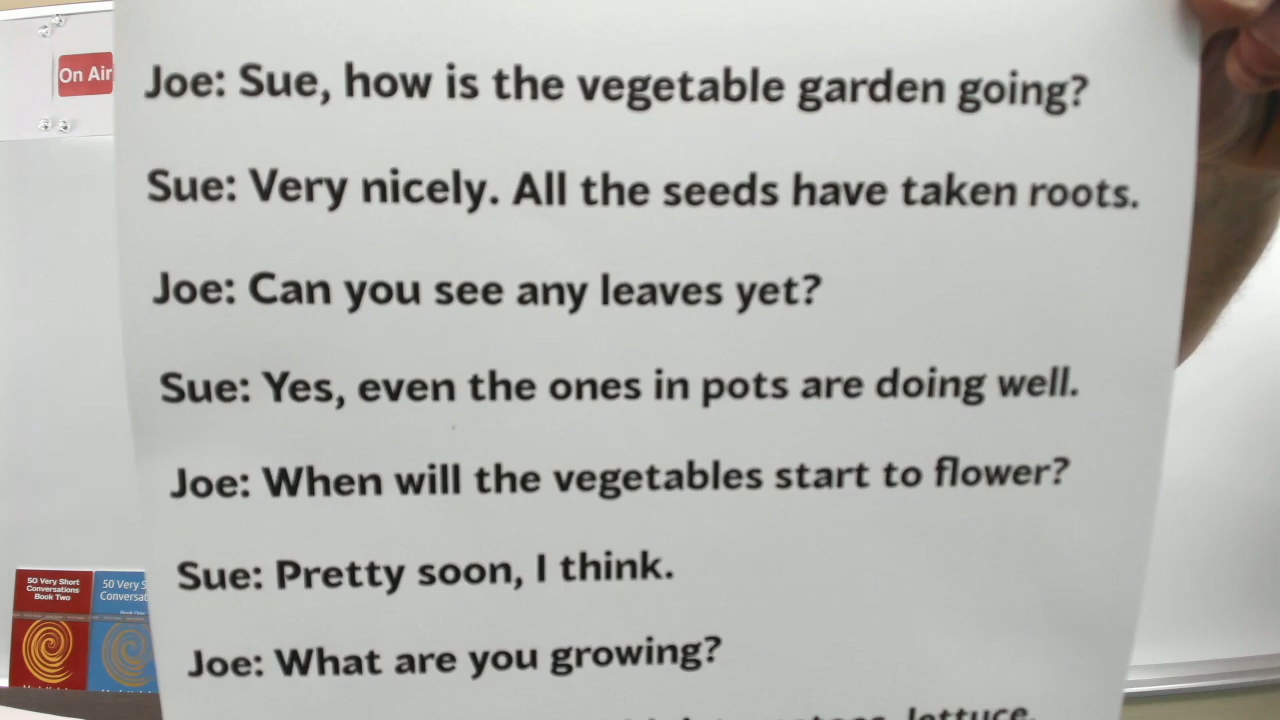 On Air
Joe: Sue, how is the vegetable garden going?
Sue: Very nicely. All the seeds have taken roots.
Joe: Can you see any leaves yet?
Sue: Yes, even the ones in pots are doing well.
Joe: When will the vegetables start to flower?
Sue: Pretty soon, I think.
Joe: What are you growing?
lettuce.
50 Very Short
Conversations
Book Two
50 Very S
Conversat